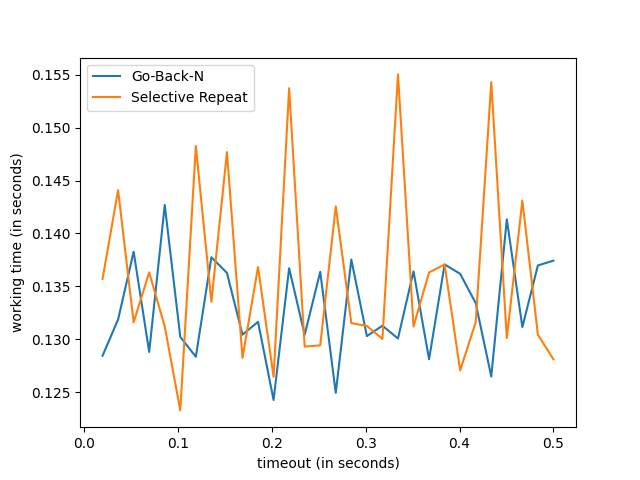 Go-Back-N
Selective Repeat
0.155
0.150
0.145
0.140
0.135
0.130
0.125
working time (in seconds)
0.0 0.1 0.2 0.3 0.4 0.5
timeout (in seconds)